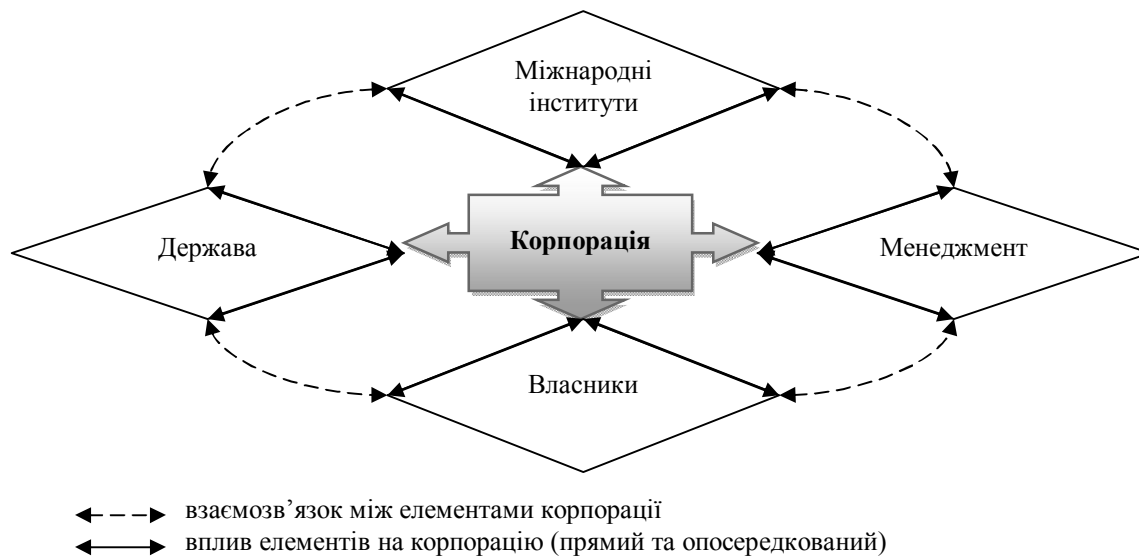 Міжнародні
інститути
Держава
Корпорація
Менеджмент
Власники
взаємозв’язок між елементами корпорації
вплив елементів на корпорацію (прямий та опосередкований)